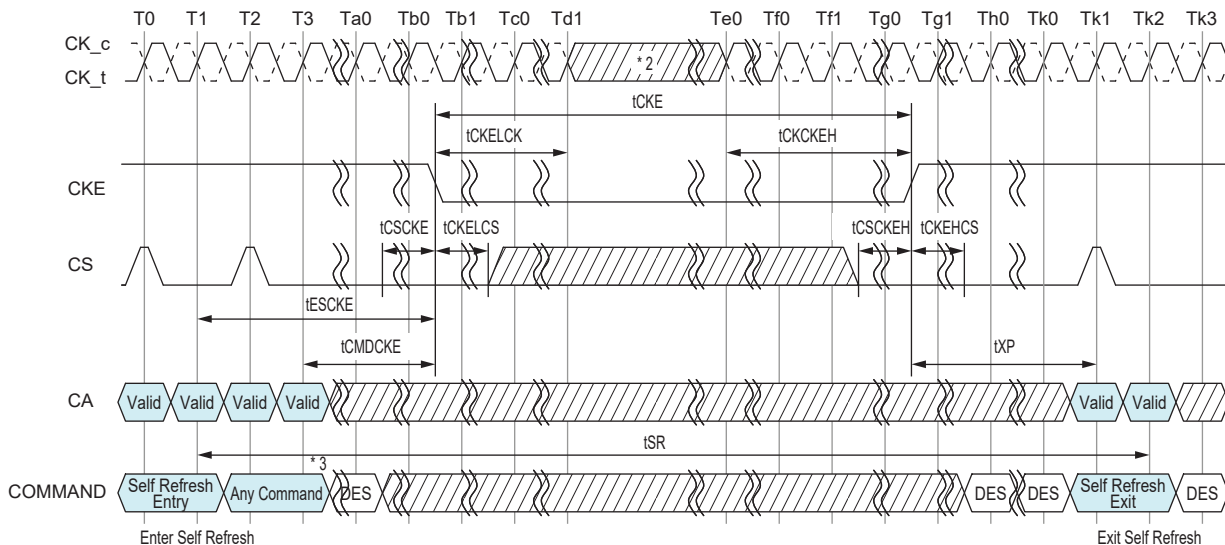 T0 T1 T2 T3 Ta0 Tb0 Tb1 Tc0 Td1 Te0 Tf0 Tf1 Tg0 Tg1 Th0 Tk0 Tk1 Tk2 Tk3
CK_c
CK_t
* 2
tCKE
tCKELCK tCKCKEH
CKE
tCSCKE tCKELCS tCSCKEH tCKEHCS
CS
tESCKE
tCMDCKE tXP
CA Valid Valid Valid Valid Valid Valid
tSR
* 3
COMMAND Self Refresh Entry Any Command DES DES DES Self Refresh Exit DES
Enter Self Refresh Exit Self Refresh